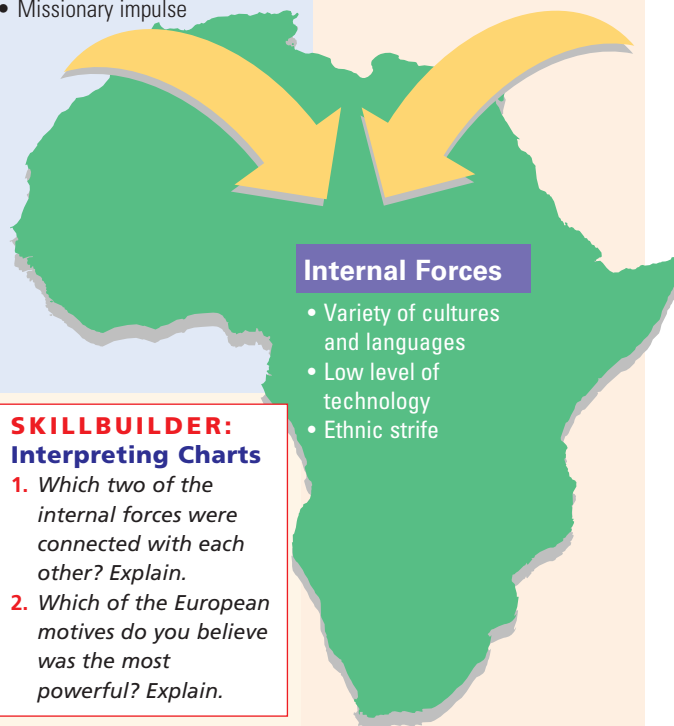 • Missionary impulse
Internal Forces
• Variety of cultures
and languages
• Low level of
technology
• Ethnic strife
SKILLBUILDER:
Interpreting Charts
1. Which two of the
internal forces were
connected with each
other? Explain.
2. Which of the European
motives do you believe
was the most
powerful? Explain.